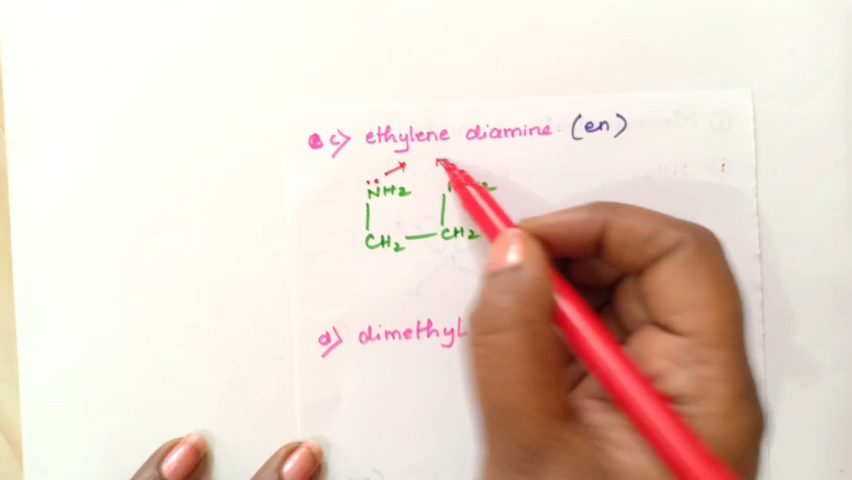 c) ethylene diamine (en)
NH2
CH2 — CH2
d) dimethyl